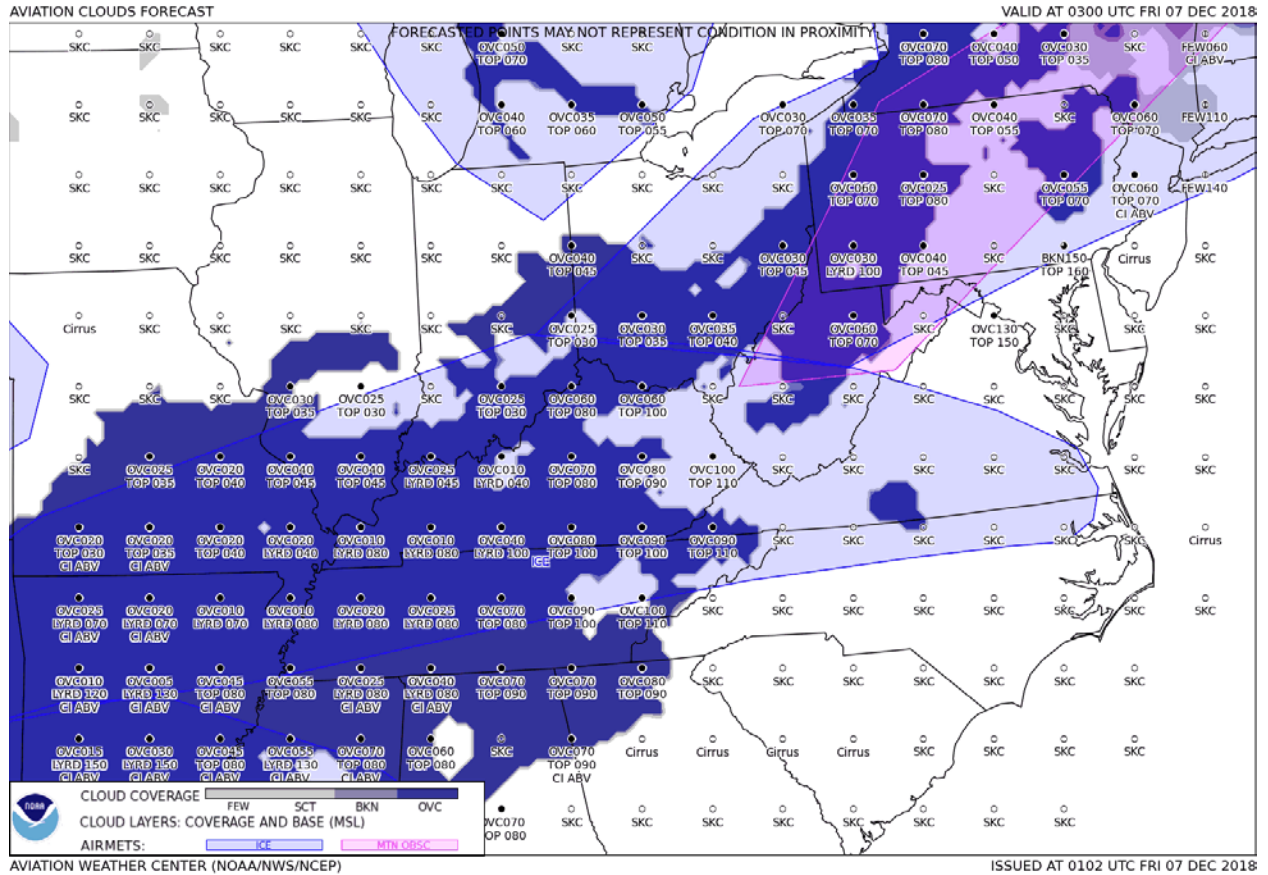 AVIATION CLOUDS FORECAST VALID AT 0300 UTC FRI 07 DEC 2018
FORECASTED POINTS MAY NOT REPRESENT CONDITION IN PROXIMITY
SKC SKC SKC SKC SKC SKC OVC050 SKC SKC OVC070 OVC040 OVC030 SKC FEW060
TOP 070 TOP 080 TOP 050 TOP 035 CI ABV
SKC SKC SKC SKC SKC SKC OVC040 OVC035 OVC050 OVC030 OVC035 OVC070 OVC040 SKC OVC060 FEW110
TOP 060 TOP 060 TOP 055 TOP 070 TOP 070 TOP 080 TOP 055 TOP 070
SKC SKC SKC SKC SKC SKC SKC SKC SKC SKC SKC OVC060 OVC025 SKC OVC055 OVC060 FEW140
TOP 070 TOP 080 TOP 070 TOP 070
CI ABV
SKC SKC SKC SKC SKC SKC SKC OVC040 SKC SKC OVC030 OVC030 OVC040 SKC BKN150 Cirrus SKC
TOP 045 TOP 045 LYRD 100 TOP 045 TOP 160
Cirrus SKC SKC SKC SKC SKC SKC OVC025 OVC030 OVC035 SKC OVC060 SKC OVC130 SKC SKC SKC
TOP 030 TOP 035 TOP 040 TOP 070 TOP 150
SKC SKC SKC OVC030 OVC025 SKC OVC025 OVC060 OVC060 SKC SKC SKC SKC SKC SKC SKC SKC
TOP 035 TOP 030 TOP 030 TOP 080 TOP 100
SKC OVC025 OVC020 OVC040 OVC040 OVC025 OVC010 OVC070 OVC080 OVC100 SKC SKC SKC SKC SKC SKC SKC
TOP 035 TOP 040 TOP 045 TOP 045 LYRD 045 LYRD 040 TOP 080 TOP 090 TOP 110
OVC020 OVC020 OVC020 OVC020 OVC010 OVC010 OVC040 OVC080 OVC090 OVC090 SKC SKC SKC SKC SKC SKC Cirrus
TOP 030 TOP 035 TOP 040 LYRD 040 LYRD 080 LYRD 080 LYRD 100 TOP 100 TOP 100 TOP 110
CI ABV CI ABV ICE
OVC025 OVC020 OVC010 OVC010 OVC020 OVC025 OVC070 OVC090 OVC100 SKC SKC SKC SKC SKC SKC SKC
LYRD 070 LYRD 070 LYRD 070 LYRD 080 LYRD 080 LYRD 080 TOP 080 TOP 100 TOP 110
CI ABV CI ABV
OVC010 OVC005 OVC045 OVC055 OVC025 OVC040 OVC070 OVC070 OVC080 SKC SKC SKC SKC SKC SKC SKC
LYRD 120 LYRD 130 TOP 080 TOP 080 LYRD 080 LYRD 080 TOP 090 TOP 090 TOP 090
CI ABV CI ABV CI ABV CI ABV CI ABV
OVC015 OVC030 OVC045 OVC055 OVC070 OVC060 SKC OVC070 Cirrus Cirrus Cirrus Cirrus SKC SKC SKC SKC
LYRD 150 LYRD 150 TOP 080 LYRD 130 TOP 080 TOP 080 TOP 090
CI ABV CI ABV CI ABV CI ABV CI ABV CI ABV
OVC070 SKC SKC SKC SKC SKC SKC SKC SKC
OP 080
NOAA
CLOUD COVERAGE
FEW SCT BKN OVC
CLOUD LAYERS: COVERAGE AND BASE (MSL)
AIRMETS: ICE MTN OBSC
AVIATION WEATHER CENTER (NOAA/NWS/NCEP) ISSUED AT 0102 UTC FRI 07 DEC 2018